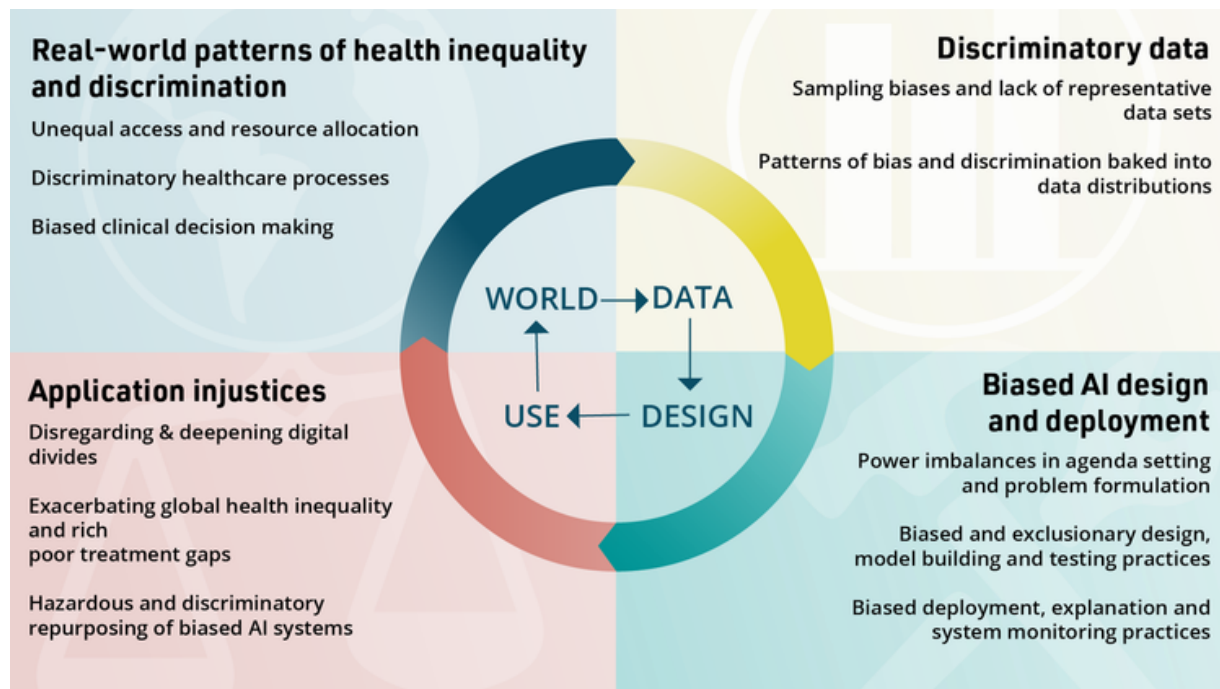 Real-world patterns of health inequality
and discrimination
Unequal access and resource allocation
Discriminatory healthcare processes
Biased clinical decision making
Discriminatory data
Sampling biases and lack of representative
data sets
Patterns of bias and discrimination baked into
data distributions
WORLD
DATA
USE
DESIGN
Application injustices
Disregarding & deepening digital
divides
Exacerbating global health inequality
and rich
poor treatment gaps
Hazardous and discriminatory
repurposing of biased AI systems
Biased AI design
and deployment
Power imbalances in agenda setting
and problem formulation
Biased and exclusionary design,
model building and testing practices
Biased deployment, explanation and
system monitoring practices